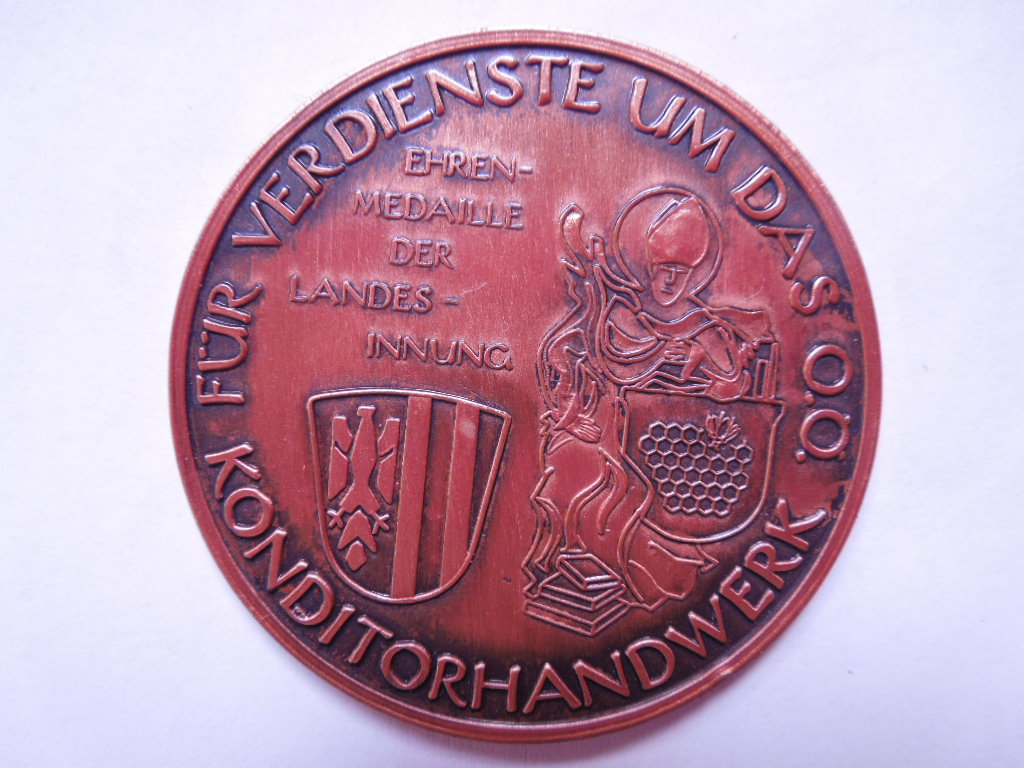 FÜR VERDIENSTE UM DAS O.Ö. KONDITORHANDWERK
EHREN-
MEDAILLE
DER
LANDES-
INNUNG